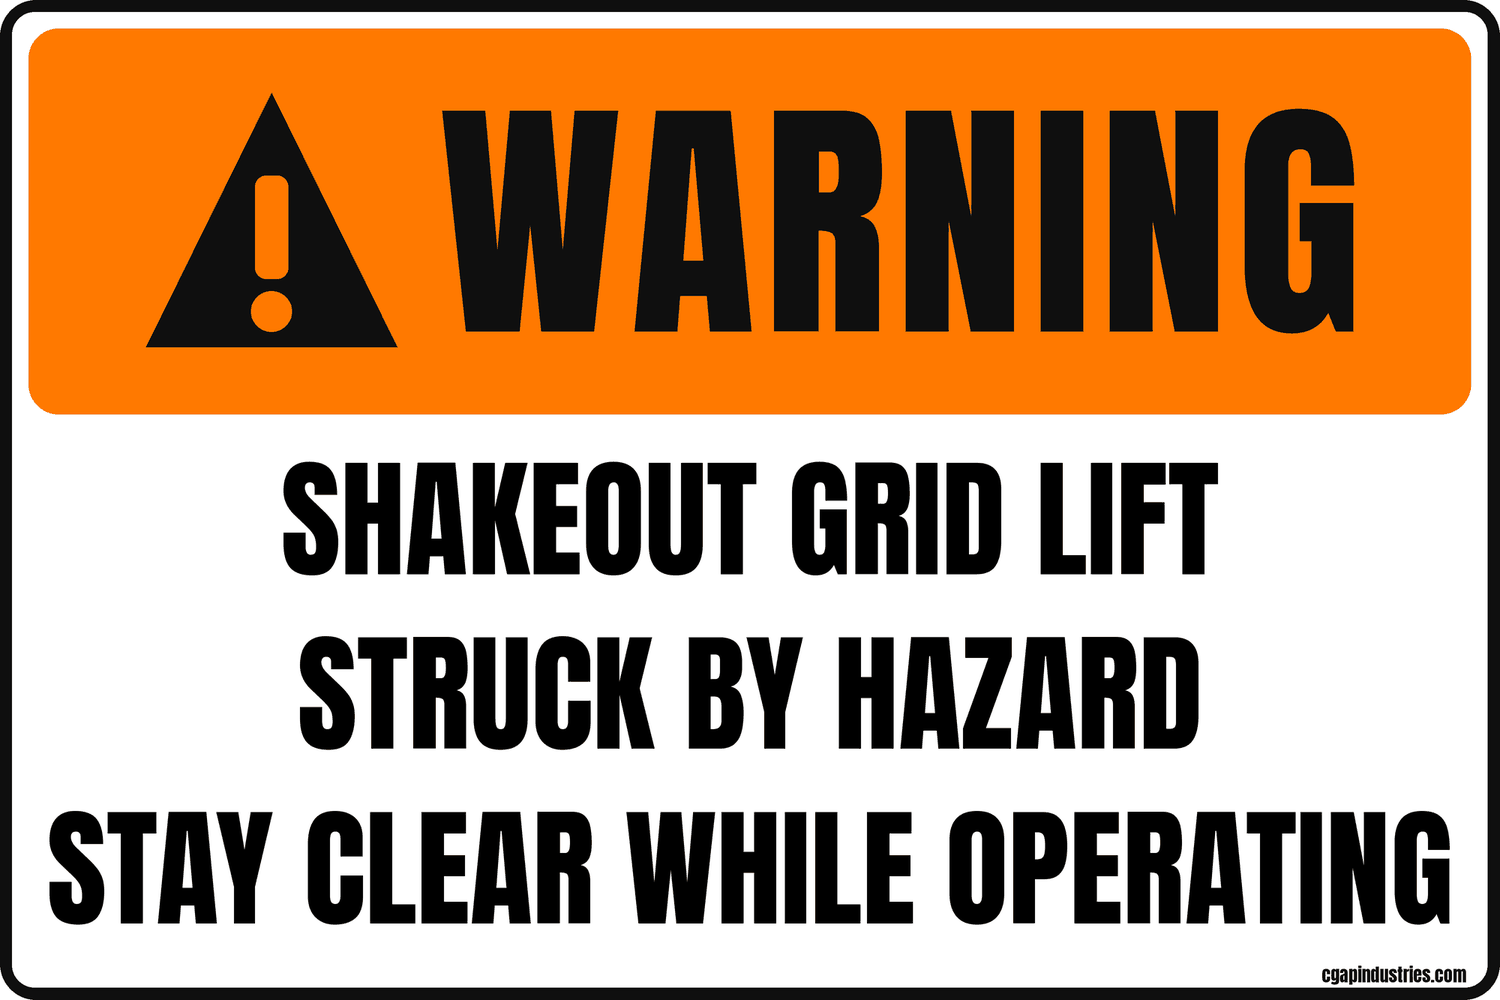 WARNING
SHAKEOUT GRID LIFT
STRUCK BY HAZARD
STAY CLEAR WHILE OPERATING
cgapindustries.com